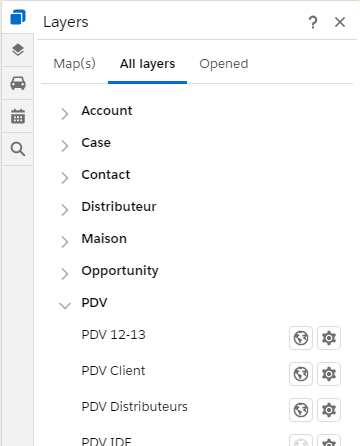 Layers
?
Map(s) All layers Opened
Account
Case
Contact
Distributeur
Maison
Opportunity
PDV
PDV 12-13
PDV Client
PDV Distributeurs
PDV IDF